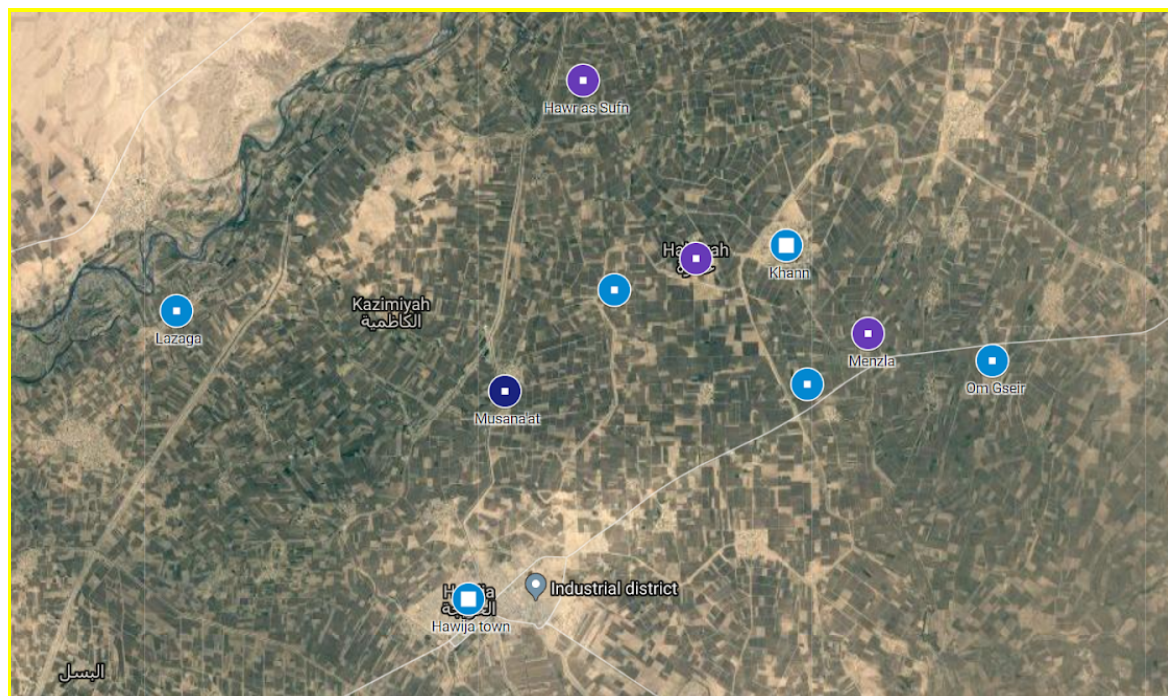 Hawr as Sufn
Khann
Kazimiyah
الكاظمية
Lazaga
Menzla
Om Gseir
Musana'at
Industrial district
Hawija town
البسل